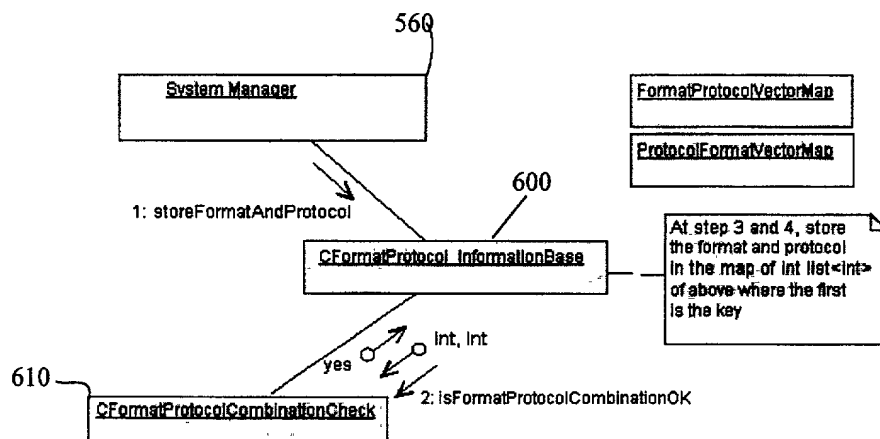 560
System Manager
FormatProtocolVectorMap
ProtocolFormatVectorMap
1: storeFormatAndProtocol
600
CFormatProtocol_InformationBase
At step 3 and 4, store
the format and protocol
in the map of int list<int>
of above where the first
is the key
int, int
yes
610
2: isFormatProtocolCombinationOK
CFormatProtocolCombinationCheck